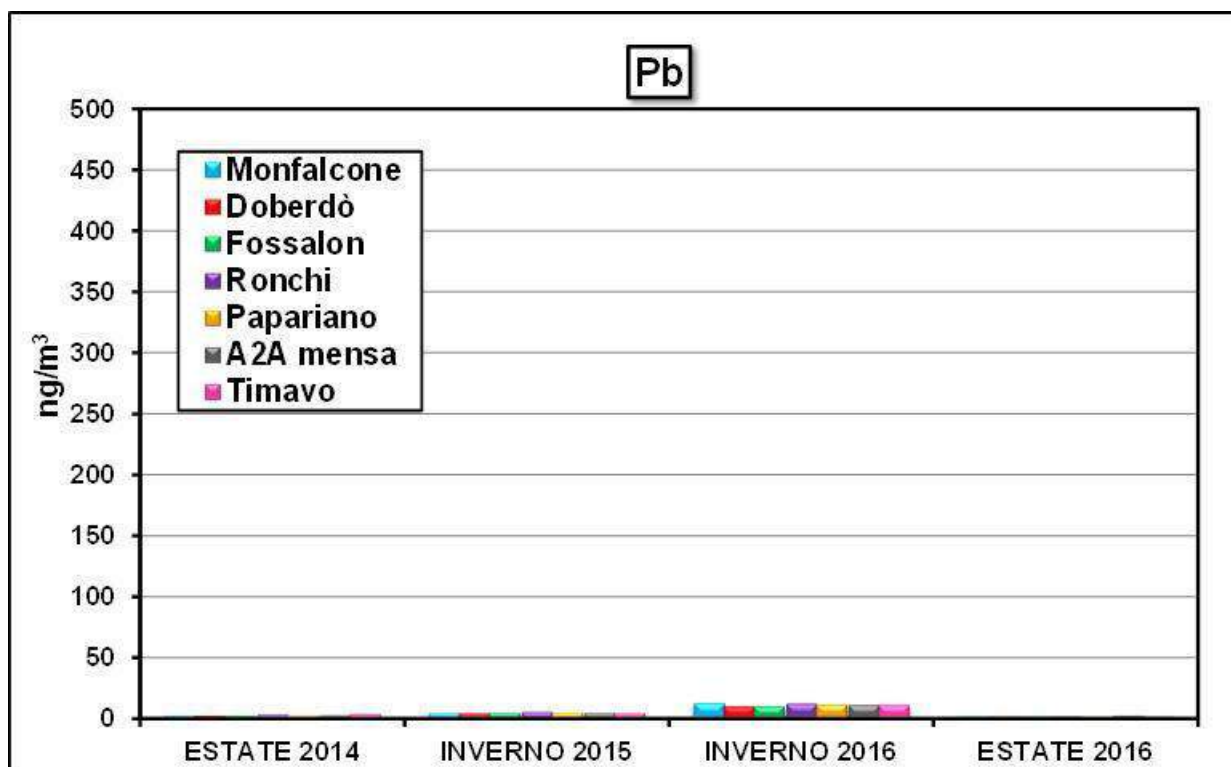 Pb
500
450
400
350
300
250
200
150
100
50
0
ng/m³
Monfalcone
Doberdò
Fossalon
Ronchi
Papariano
A2A mensa
Timavo
ESTATE 2014 INVERNO 2015 INVERNO 2016 ESTATE 2016